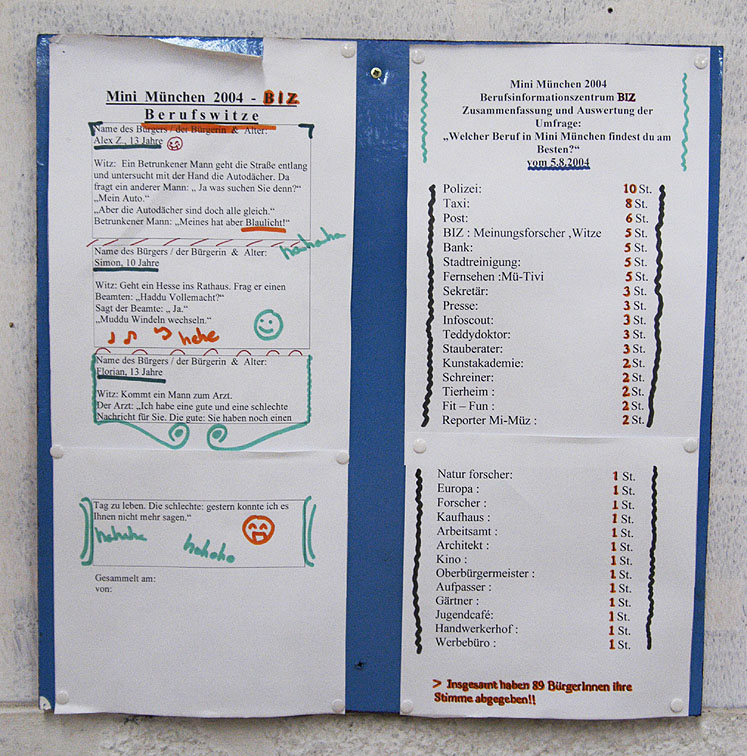 Mini München 2004 - BIZ
Berufswitze
Name des Bürgers / der Bürgerin & Alter:
Alex Z., 13 Jahre
Witz: Ein Betrunkener Mann geht die Straße entlang
und untersucht mit der Hand die Autodächer. Da
fragt ein anderer Mann: „ Ja was suchen Sie denn?“
„Mein Auto.“
„Aber die Autodächer sind doch alle gleich.“
Betrunkener Mann: „Meines hat aber Blaulicht!“
hahaha
Name des Bürgers / der Bürgerin & Alter:
Simon, 10 Jahre
Witz: Geht ein Hesse ins Rathaus. Frag er einen
Beamten: „Haddu Vollemacht?“
Sagt der Beamte: „ Ja.“
„Muddu Windeln wechseln.“
hehe
Name des Bürgers / der Bürgerin & Alter:
Florian, 13 Jahre
Witz: Kommt ein Mann zum Arzt.
Der Arzt: „Ich habe eine gute und eine schlechte
Nachricht für Sie. Die gute: Sie haben noch einen
Tag zu leben. Die schlechte: gestern konnte ich es
Ihnen nicht mehr sagen.“
hahaha
hahaha
Gesammelt am:
von:
Mini München 2004
Berufsinformationszentrum BIZ
Zusammenfassung und Auswertung der
Umfrage:
„Welcher Beruf in Mini München findest du am
Besten?“
vom 5.8.2004
Polizei: 10 St.
Taxi: 8 St.
Post: 6 St.
BIZ : Meinungsforscher ,Witze 5 St.
Bank: 5 St.
Stadtreinigung: 5 St.
Fernsehen :Mü-Tivi 5 St.
Sekretär: 3 St.
Presse: 3 St.
Infoscout: 3 St.
Teddydoktor: 3 St.
Stauberater: 3 St.
Kunstakademie: 2 St.
Schreiner: 2 St.
Tierheim : 2 St.
Fit – Fun : 2 St.
Reporter Mi-Müz : 2 St.
Natur forscher: 1 St.
Europa : 1 St.
Forscher : 1 St.
Kaufhaus : 1 St.
Arbeitsamt : 1 St.
Architekt : 1 St.
Kino : 1 St.
Oberbürgermeister : 1 St.
Aufpasser : 1 St.
Gärtner : 1 St.
Jugendcafé: 1 St.
Handwerkerhof : 1 St.
Werbebüro : 1 St.
> Insgesamt haben 89 BürgerInnen ihre
Stimme abgegeben!!